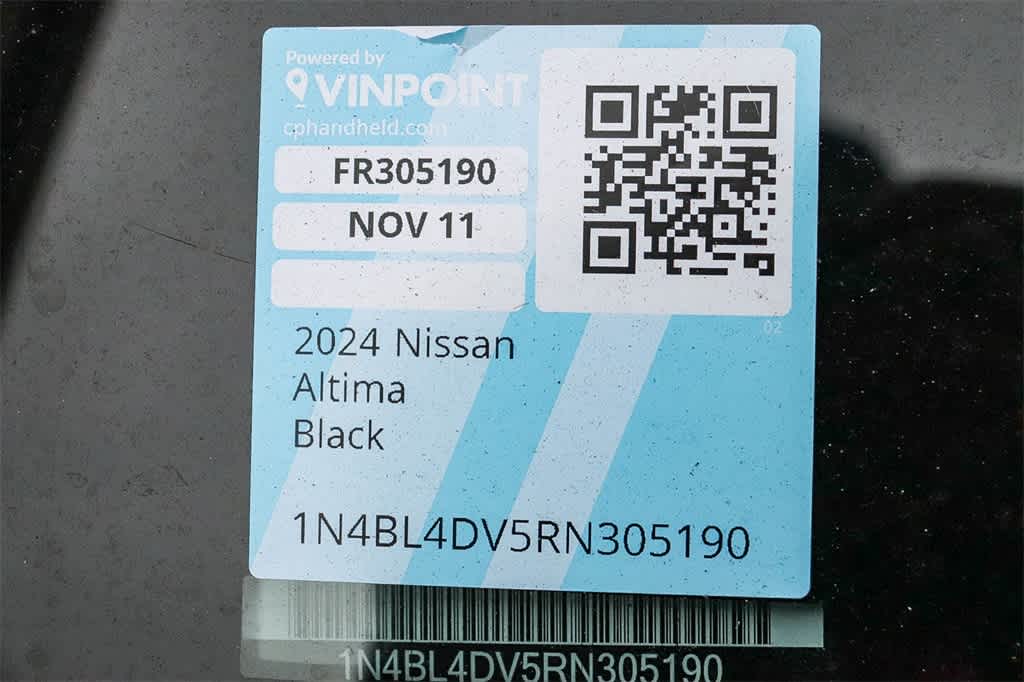 Powered by
VINPOINT
cphandheld.com
FR305190
NOV 11
02
2024 Nissan
Altima
Black
1N4BL4DV5RN305190
1N4BL4DV5RN305190